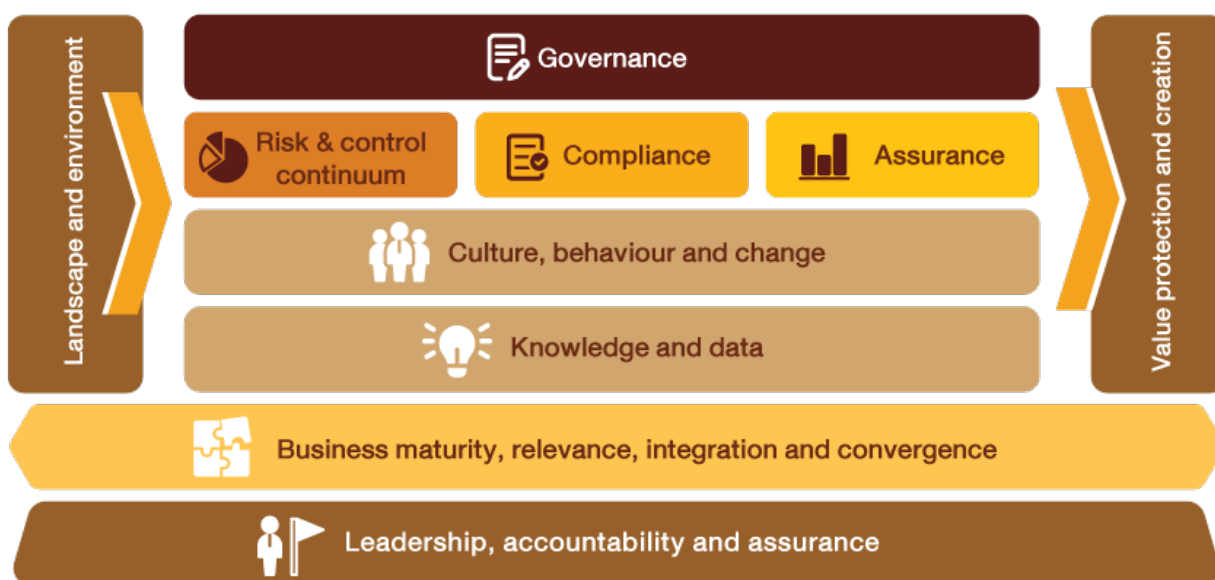 Landscape and environment
Governance
Risk & control
continuum
Compliance
Assurance
Culture, behaviour and change
Knowledge and data
Value protection and creation
Business maturity, relevance, integration and convergence
Leadership, accountability and assurance